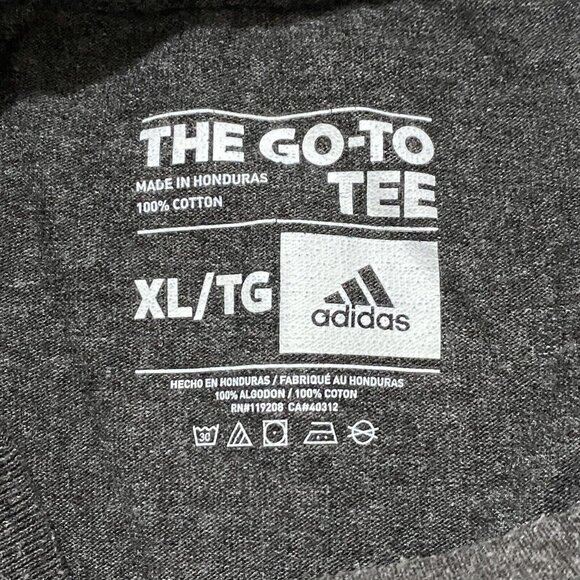 THE GO-TO
MADE IN HONDURAS
TEE
100% COTTON
XL/TG
adidas
HECHO EN HONDURAS / FABRIQUÉ AU HONDURAS
100% ALGODON / 100% COTON
RN#119208 CA#40312
30